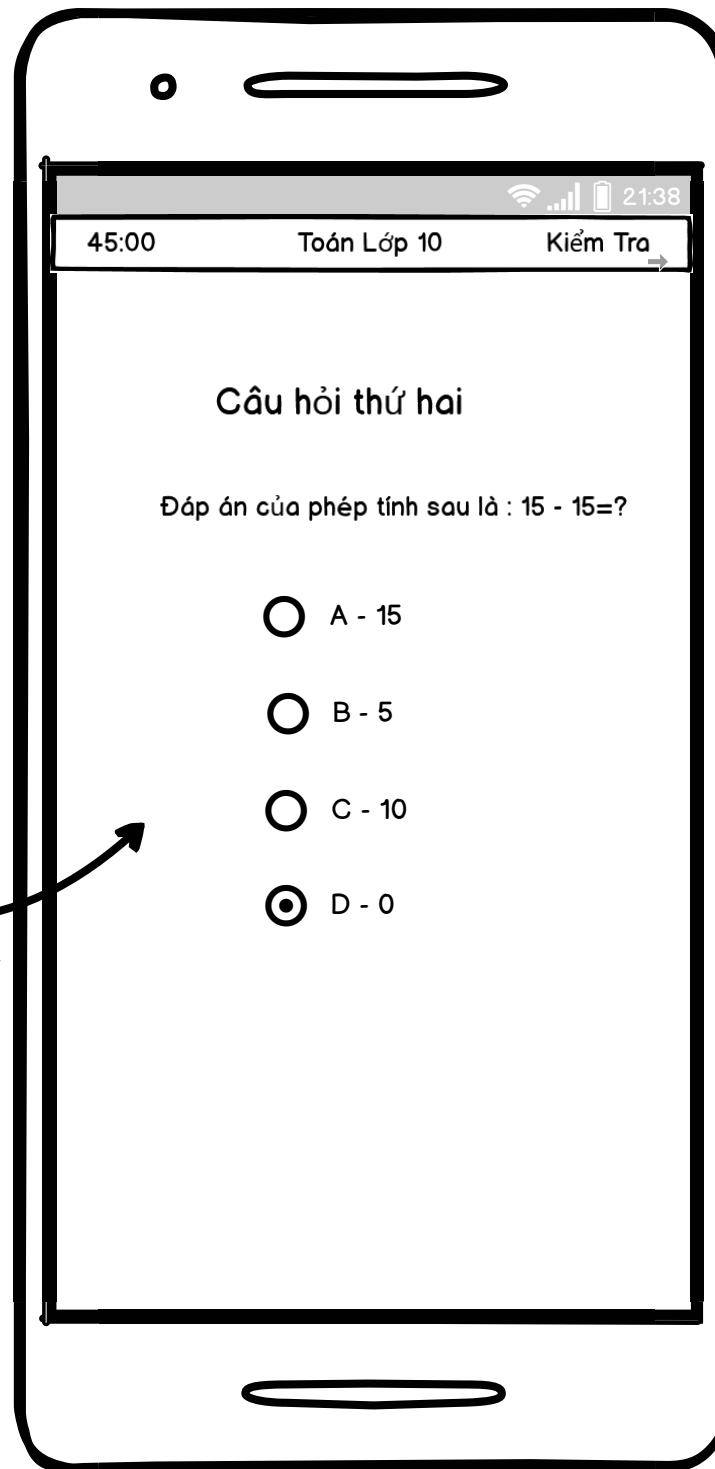 21:38
45:00 Toán Lớp 10 Kiểm Tra
Câu hỏi thứ hai
Đáp án của phép tính sau là : 15 - 15=?
A - 15
B - 5
C - 10
D - 0